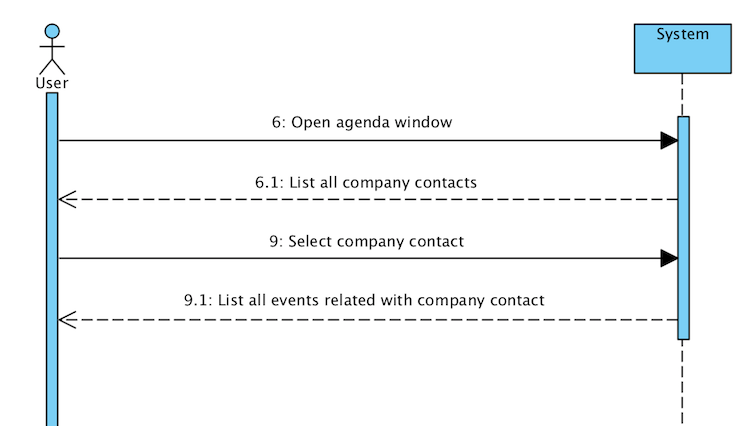 System
User
6: Open agenda window
6.1: List all company contacts
9: Select company contact
9.1: List all events related with company contact